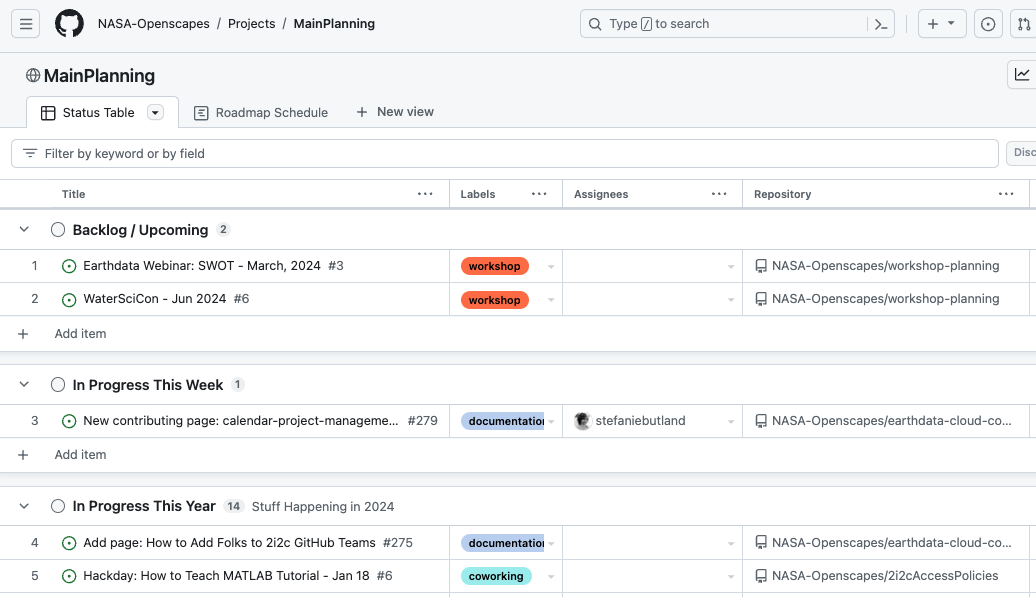 NASA-Openscapes / Projects / MainPlanning
Type / to search
MainPlanning
Status Table
Roadmap Schedule
+ New view
Filter by keyword or by field
Disc
Title ... Labels ... Assignees ... Repository ...
Backlog / Upcoming 2
1 Earthdata Webinar: SWOT - March, 2024 #3 workshop NASA-Openscapes/workshop-planning
2 WaterSciCon - Jun 2024 #6 workshop NASA-Openscapes/workshop-planning
+ Add item
In Progress This Week 1
3 New contributing page: calendar-project-manageme... #279 documentation stefaniebutland NASA-Openscapes/earthdata-cloud-co...
+ Add item
In Progress This Year 14 Stuff Happening in 2024
4 Add page: How to Add Folks to 2i2c GitHub Teams #275 documentation NASA-Openscapes/earthdata-cloud-co...
5 Hackday: How to Teach MATLAB Tutorial - Jan 18 #6 coworking NASA-Openscapes/2i2cAccessPolicies